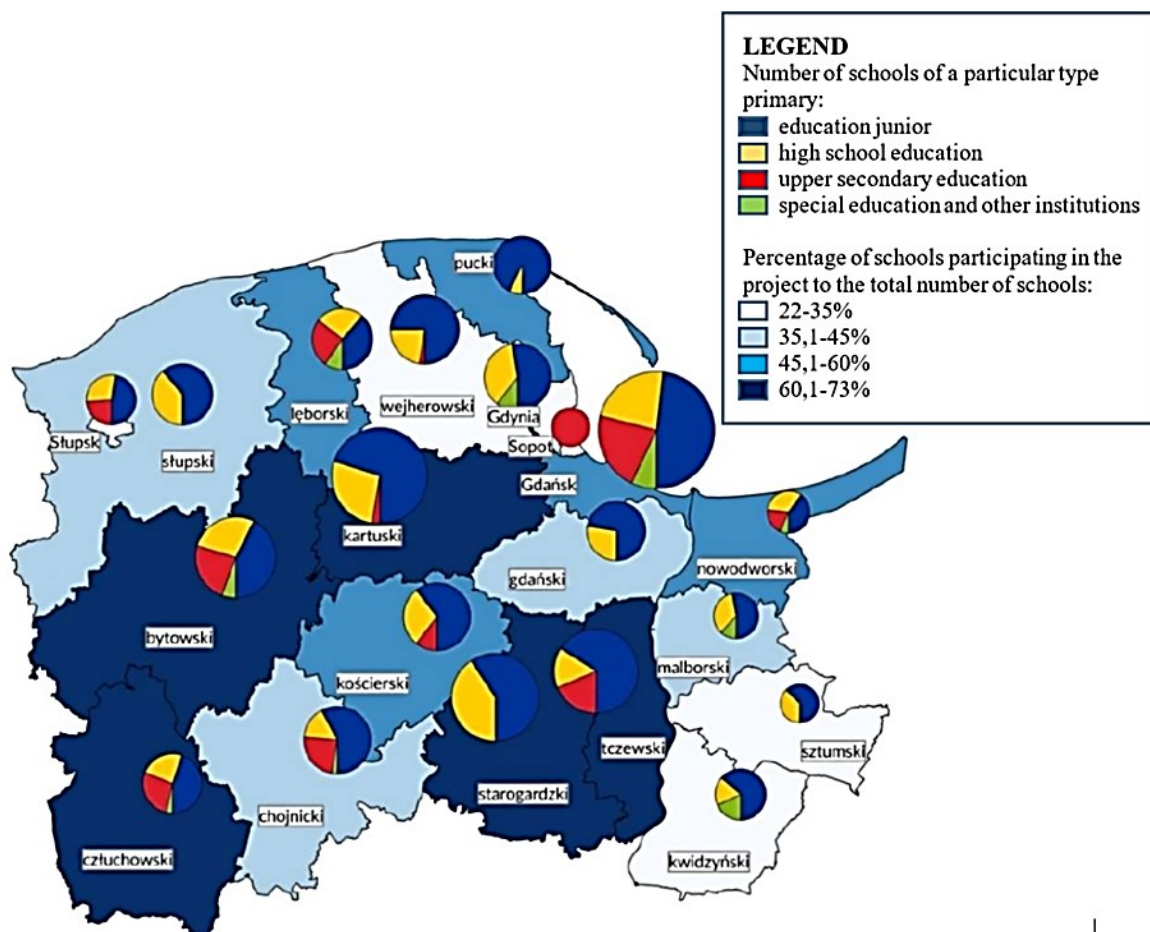 LEGEND
Number of schools of a particular type
primary:
education junior
high school education
upper secondary education
special education and other institutions
Percentage of schools participating in the
project to the total number of schools:
22-35%
35,1-45%
45,1-60%
60,1-73%
pucki
lęborski
wejherowski
Gdynia
Sopot
Słupsk
słupski
Gdańsk
kartuski
gdański
nowodworski
bytowski
malborski
kościerski
sztumski
tczewski
starogardzki
chojnicki
człuchowski
kwidzyński